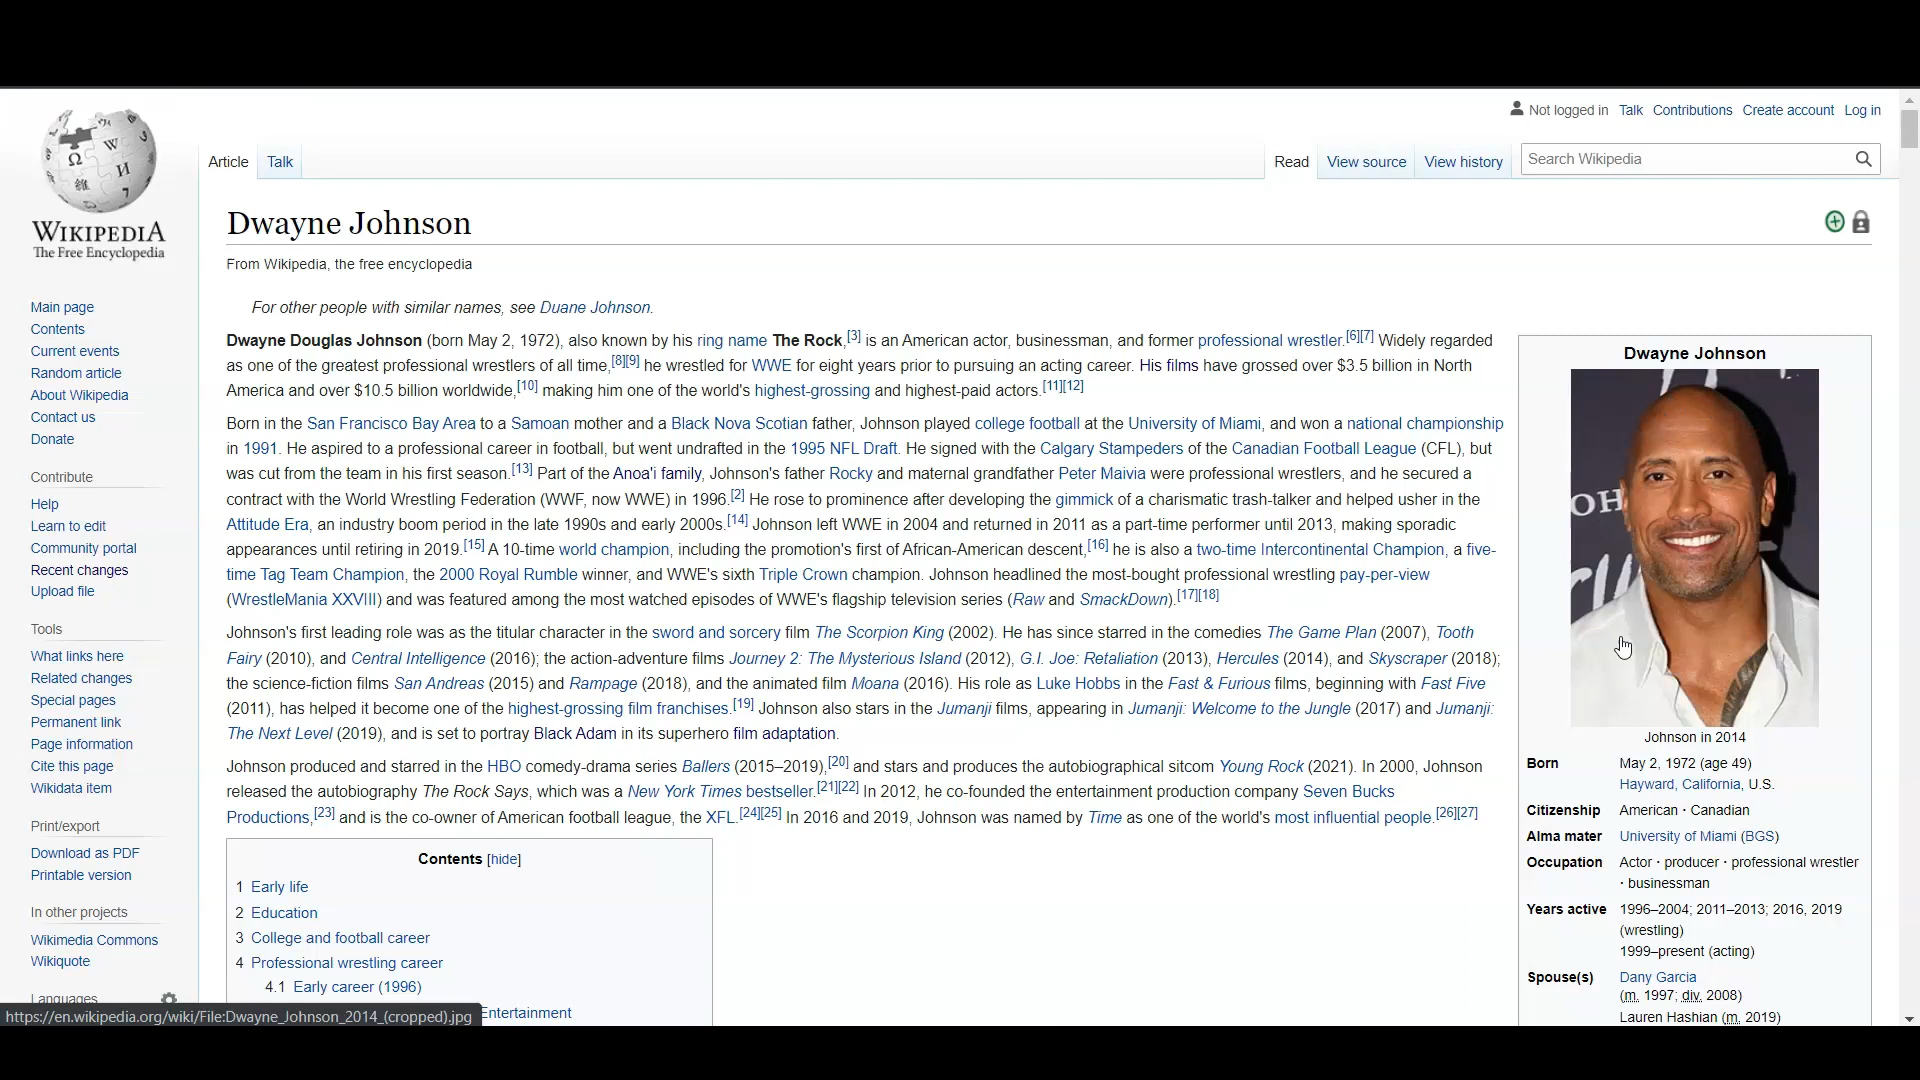 Not logged in Talk Contributions Create account Log in
Article Talk Read View source View history Search Wikipedia
WIKIPEDIA
The Free Encyclopedia
Main page
Contents
Current events
Random article
About Wikipedia
Contact us
Donate
Contribute
Help
Learn to edit
Community portal
Recent changes
Upload file
Tools
What links here
Related changes
Special pages
Permanent link
Page information
Cite this page
Wikidata item
Print/export
Download as PDF
Printable version
In other projects
Wikimedia Commons
Wikiquote
Languages
Dwayne Johnson
From Wikipedia, the free encyclopedia
For other people with similar names, see Duane Johnson.
Dwayne Douglas Johnson (born May 2, 1972), also known by his ring name The Rock,[3] is an American actor, businessman, and former professional wrestler.[6][7] Widely regarded
as one of the greatest professional wrestlers of all time,[8][9] he wrestled for WWE for eight years prior to pursuing an acting career. His films have grossed over $3.5 billion in North
America and over $10.5 billion worldwide,[10] making him one of the world's highest-grossing and highest-paid actors.[11][12]
Born in the San Francisco Bay Area to a Samoan mother and a Black Nova Scotian father, Johnson played college football at the University of Miami, and won a national championship
in 1991. He aspired to a professional career in football, but went undrafted in the 1995 NFL Draft. He signed with the Calgary Stampeders of the Canadian Football League (CFL), but
was cut from the team in his first season.[13] Part of the Anoa'i family, Johnson's father Rocky and maternal grandfather Peter Maivia were professional wrestlers, and he secured a
contract with the World Wrestling Federation (WWF, now WWE) in 1996.[2] He rose to prominence after developing the gimmick of a charismatic trash-talker and helped usher in the
Attitude Era, an industry boom period in the late 1990s and early 2000s.[14] Johnson left WWE in 2004 and returned in 2011 as a part-time performer until 2013, making sporadic
appearances until retiring in 2019.[15] A 10-time world champion, including the promotion's first of African-American descent,[16] he is also a two-time Intercontinental Champion, a five-
time Tag Team Champion, the 2000 Royal Rumble winner, and WWE's sixth Triple Crown champion. Johnson headlined the most-bought professional wrestling pay-per-view
(WrestleMania XXVIII) and was featured among the most watched episodes of WWE's flagship television series (Raw and SmackDown).[17][18]
Johnson's first leading role was as the titular character in the sword and sorcery film The Scorpion King (2002). He has since starred in the comedies The Game Plan (2007), Tooth
Fairy (2010), and Central Intelligence (2016); the action-adventure films Journey 2: The Mysterious Island (2012), G.I. Joe: Retaliation (2013), Hercules (2014), and Skyscraper (2018);
the science-fiction films San Andreas (2015) and Rampage (2018), and the animated film Moana (2016). His role as Luke Hobbs in the Fast & Furious films, beginning with Fast Five
(2011), has helped it become one of the highest-grossing film franchises.[19] Johnson also stars in the Jumanji films, appearing in Jumanji: Welcome to the Jungle (2017) and Jumanji:
The Next Level (2019), and is set to portray Black Adam in its superhero film adaptation.
Johnson produced and starred in the HBO comedy-drama series Ballers (2015–2019),[20] and stars and produces the autobiographical sitcom Young Rock (2021). In 2000, Johnson
released the autobiography The Rock Says, which was a New York Times bestseller.[21][22] In 2012, he co-founded the entertainment production company Seven Bucks
Productions,[23] and is the co-owner of American football league, the XFL.[24][25] In 2016 and 2019, Johnson was named by Time as one of the world's most influential people.[26][27]
Contents [hide]
1 Early life
2 Education
3 College and football career
4 Professional wrestling career
4.1 Early career (1996)
Entertainment
Dwayne Johnson
OH
Johnson in 2014
Born May 2, 1972 (age 49)
Hayward, California, U.S.
Citizenship American · Canadian
Alma mater University of Miami (BGS)
Occupation Actor · producer · professional wrestler
· businessman
Years active 1996–2004; 2011–2013; 2016, 2019
(wrestling)
1999–present (acting)
Spouse(s) Dany Garcia
(m. 1997; div. 2008)
Lauren Hashian (m. 2019)
https://en.wikipedia.org/wiki/File:Dwayne_Johnson_2014_(cropped).jpg